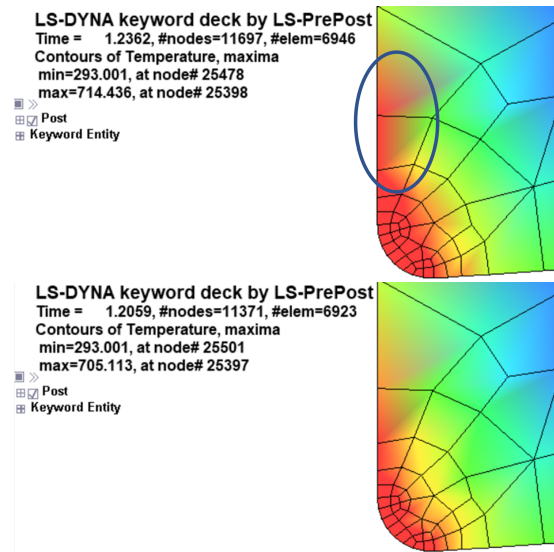 LS-DYNA keyword deck by LS-PrePost
Time =    1.2362, #nodes=11697, #elem=6946
Contours of Temperature, maxima
min=293.001, at node# 25478
max=714.436, at node# 25398
Post
Keyword Entity
LS-DYNA keyword deck by LS-PrePost
Time =    1.2059, #nodes=11371, #elem=6923
Contours of Temperature, maxima
min=293.001, at node# 25501
max=705.113, at node# 25397
Post
Keyword Entity